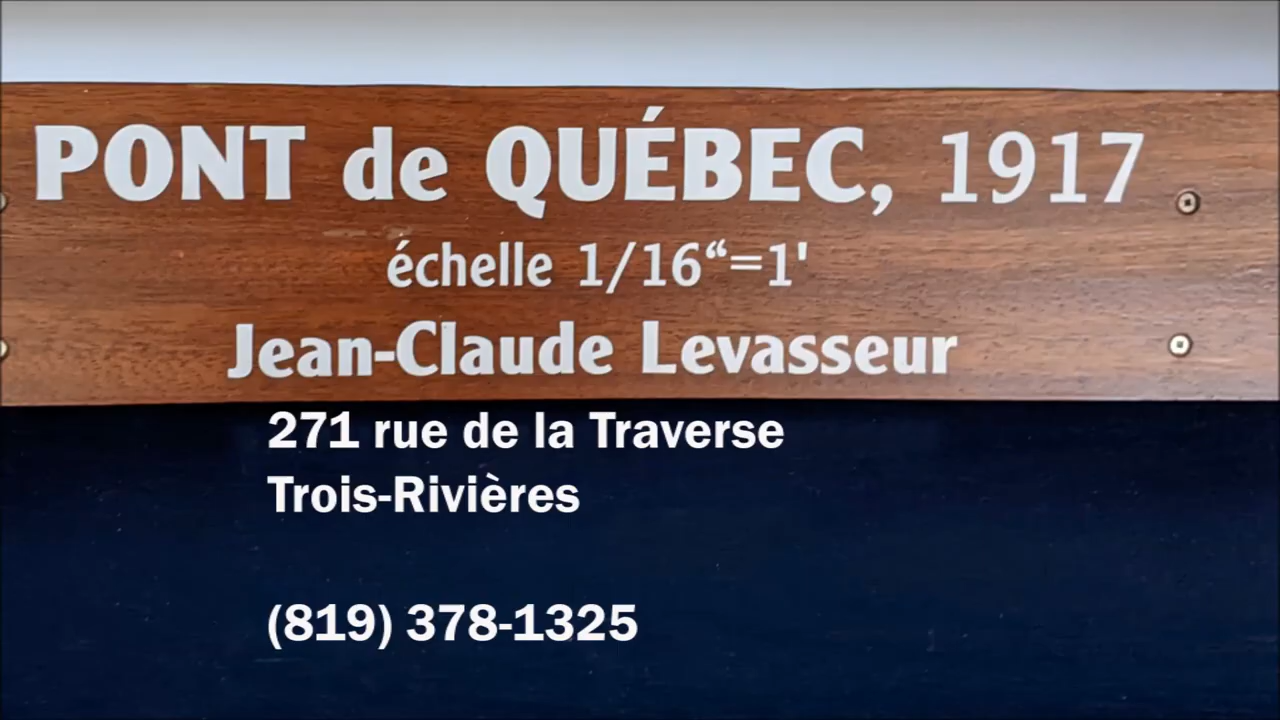 PONT de QUÉBEC, 1917
échelle 1/16“=1'
Jean-Claude Levasseur
271 rue de la Traverse
Trois-Rivières
(819) 378-1325